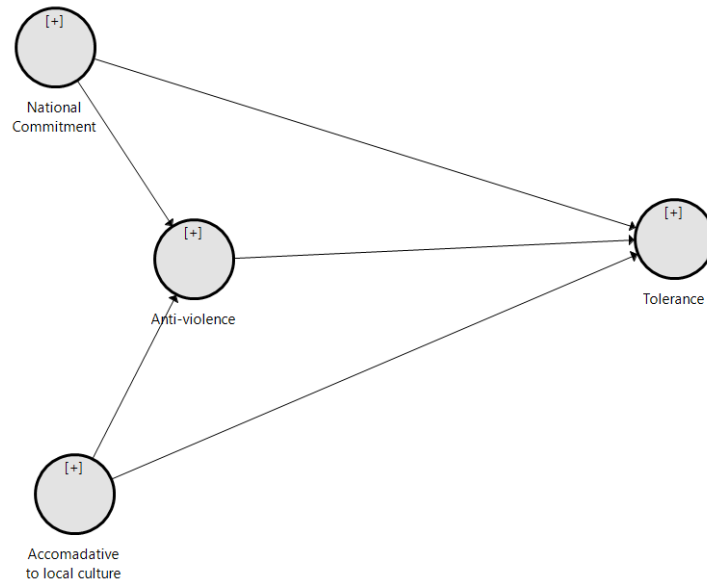 [+]
National
Commitment
[+]
Anti-violence
[+]
Tolerance
[+]
Accomadative
to local culture